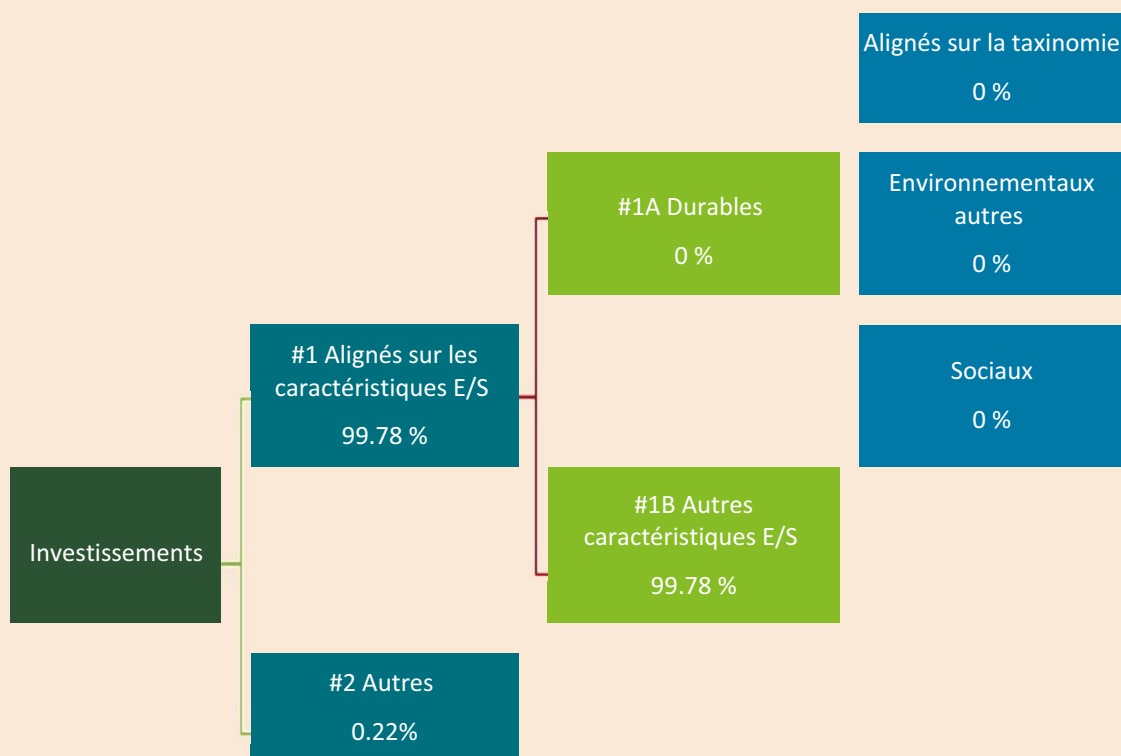 Alignés sur la taxinomie
0 %
#1A Durables
0 %
Environnementaux
autres
0 %
#1 Alignés sur les
caractéristiques E/S
99.78 %
Sociaux
0 %
Investissements
#1B Autres
caractéristiques E/S
99.78 %
#2 Autres
0.22%